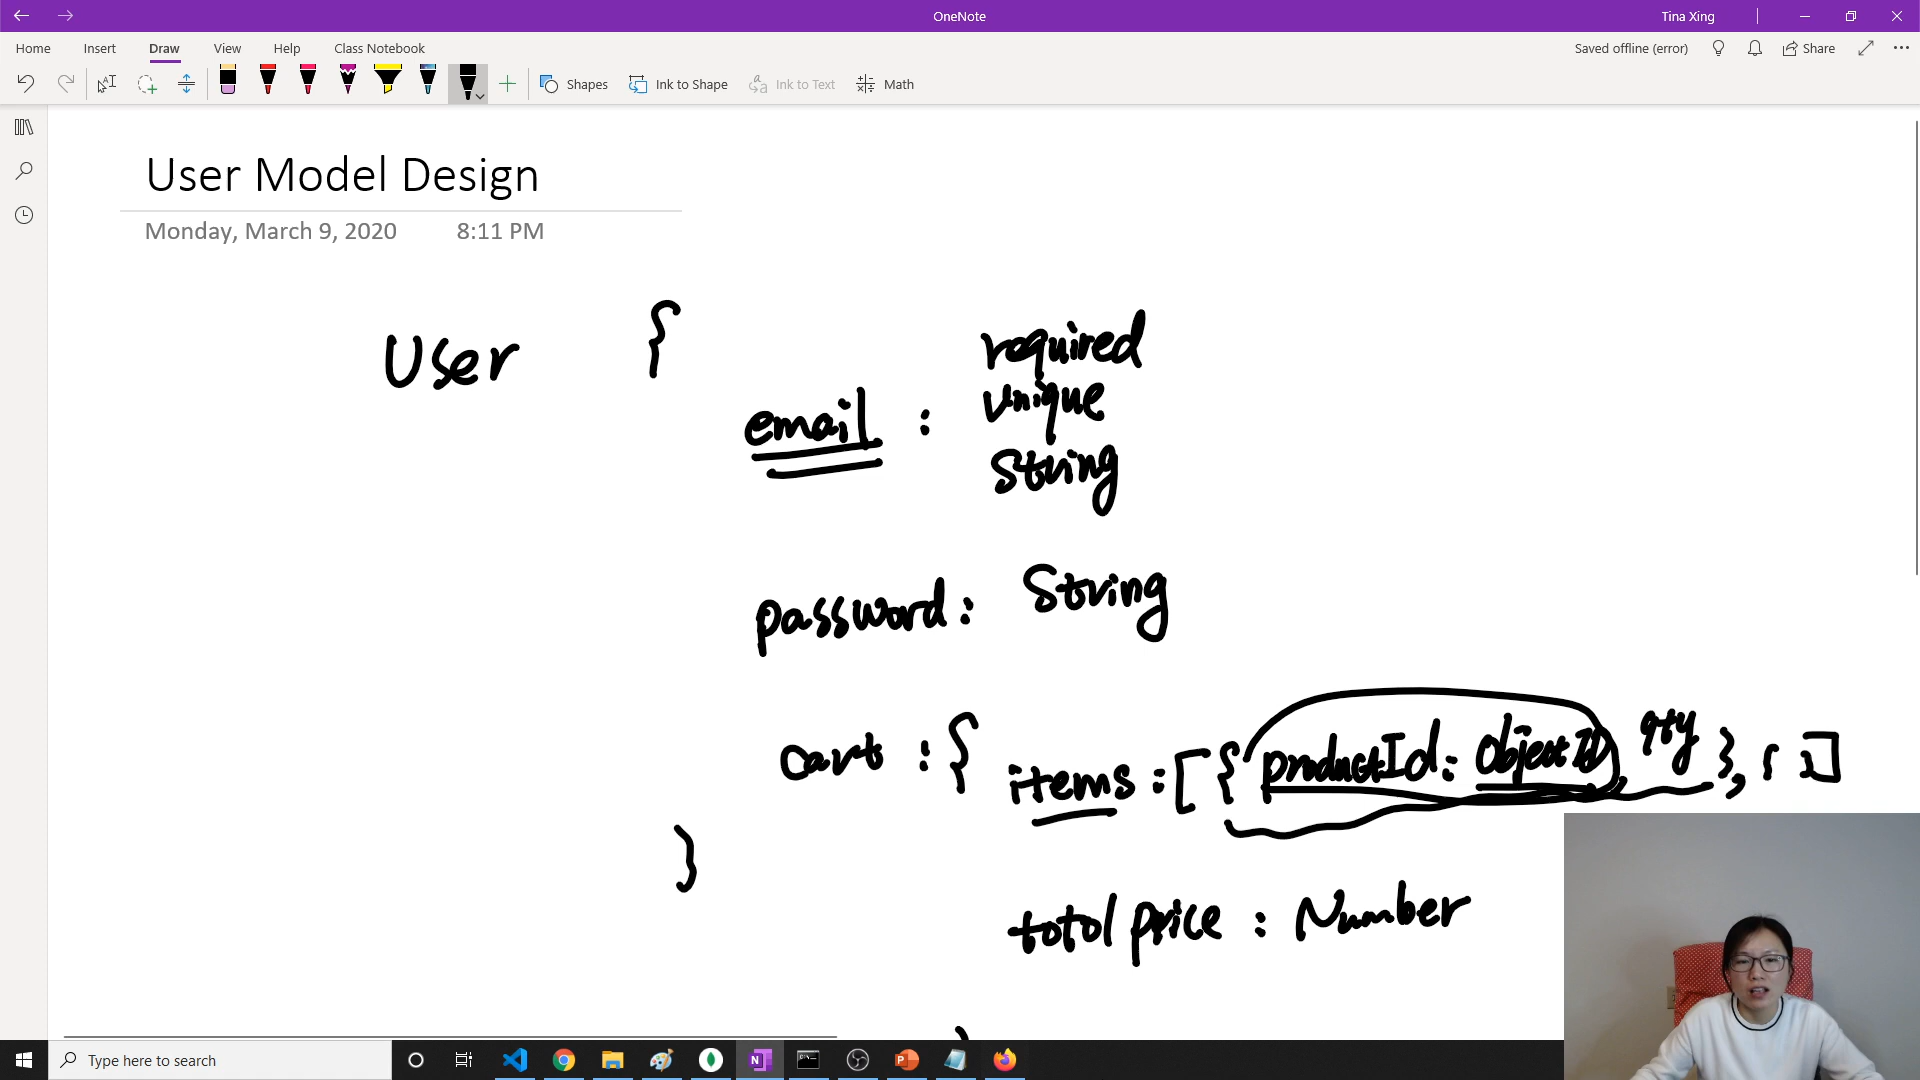 OneNote
Tina Xing
Home Insert Draw View Help Class Notebook
Saved offline (error) Share
Shapes Ink to Shape Ink to Text Math
User Model Design
Monday, March 9, 2020 8:11 PM
User {
required
email : unique
String
password : String
cart : { items : [ { productId : ObjectId , qty } , { } ]
}
totol price : Number
}
Type here to search